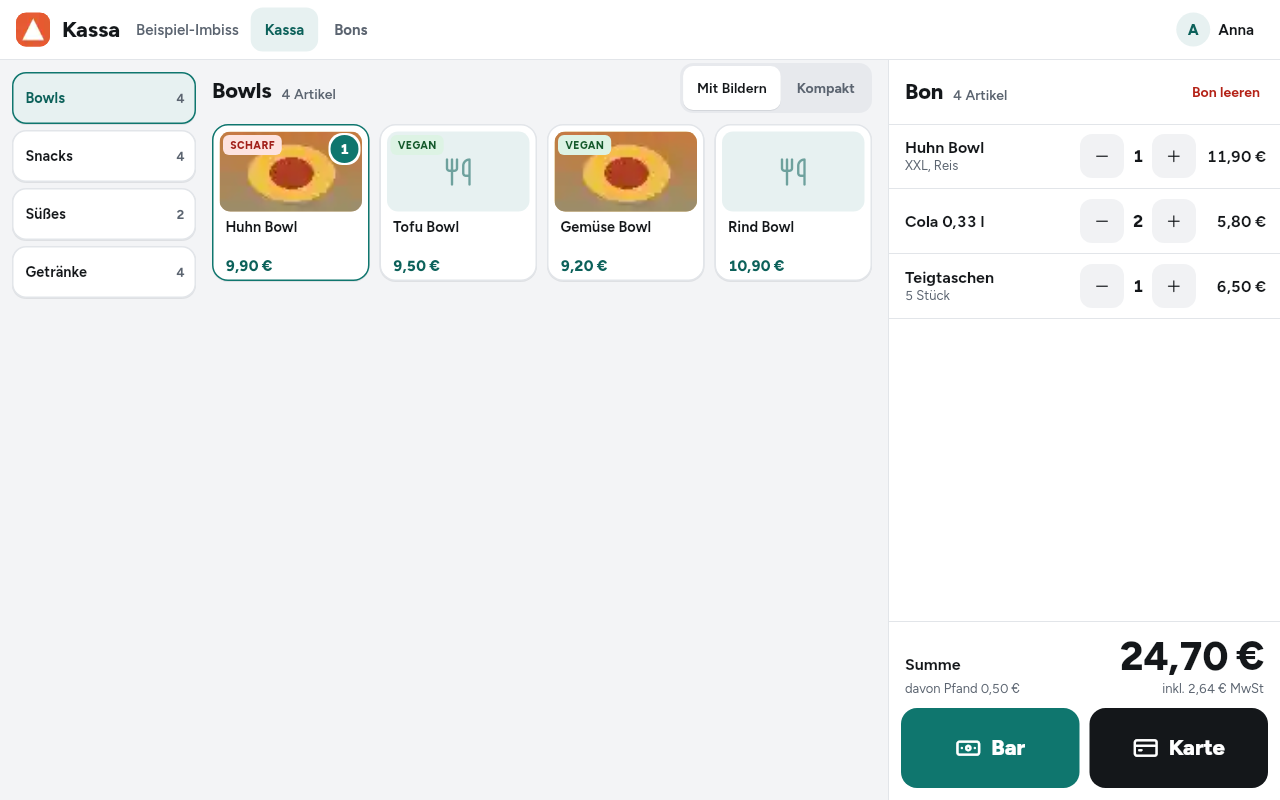 Kassa
Beispiel-Imbiss
Kassa
Bons
A
Anna
Bowls 4
Snacks 4
Süßes 2
Getränke 4
Bowls 4 Artikel
Mit Bildern
Kompakt
SCHARF
1
Huhn Bowl
9,90 €
VEGAN
Tofu Bowl
9,50 €
VEGAN
Gemüse Bowl
9,20 €
Rind Bowl
10,90 €
Bon 4 Artikel
Bon leeren
Huhn Bowl
XXL, Reis
− 1 + 11,90 €
Cola 0,33 l
− 2 + 5,80 €
Teigtaschen
5 Stück
− 1 + 6,50 €
Summe 24,70 €
davon Pfand 0,50 € inkl. 2,64 € MwSt
Bar
Karte